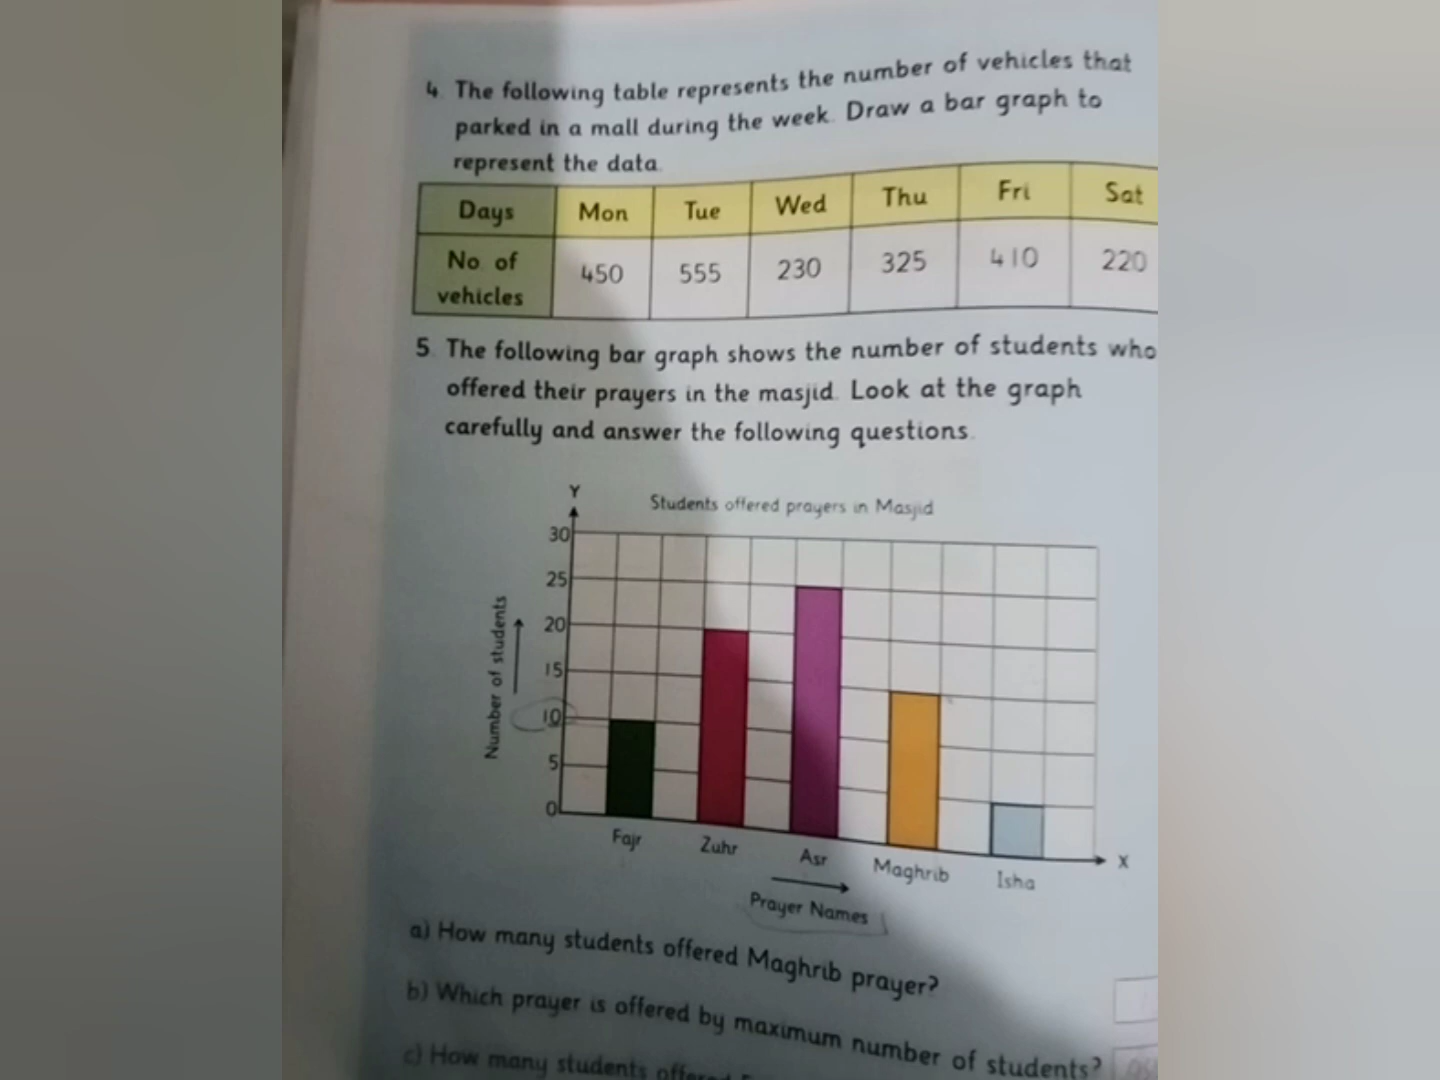 4. The following table represents the number of vehicles that
parked in a mall during the week. Draw a bar graph to
represent the data.
Days Mon Tue Wed Thu Fri Sat
No of vehicles 450 555 230 325 410 220
5. The following bar graph shows the number of students who
offered their prayers in the masjid. Look at the graph
carefully and answer the following questions.
Y
Students offered prayers in Masjid
30
25
20
15
10
5
0
Number of students
Fajr Zuhr Asr Maghrib Isha
X
Prayer Names
a) How many students offered Maghrib prayer?
b) Which prayer is offered by maximum number of students?
c) How many students offered